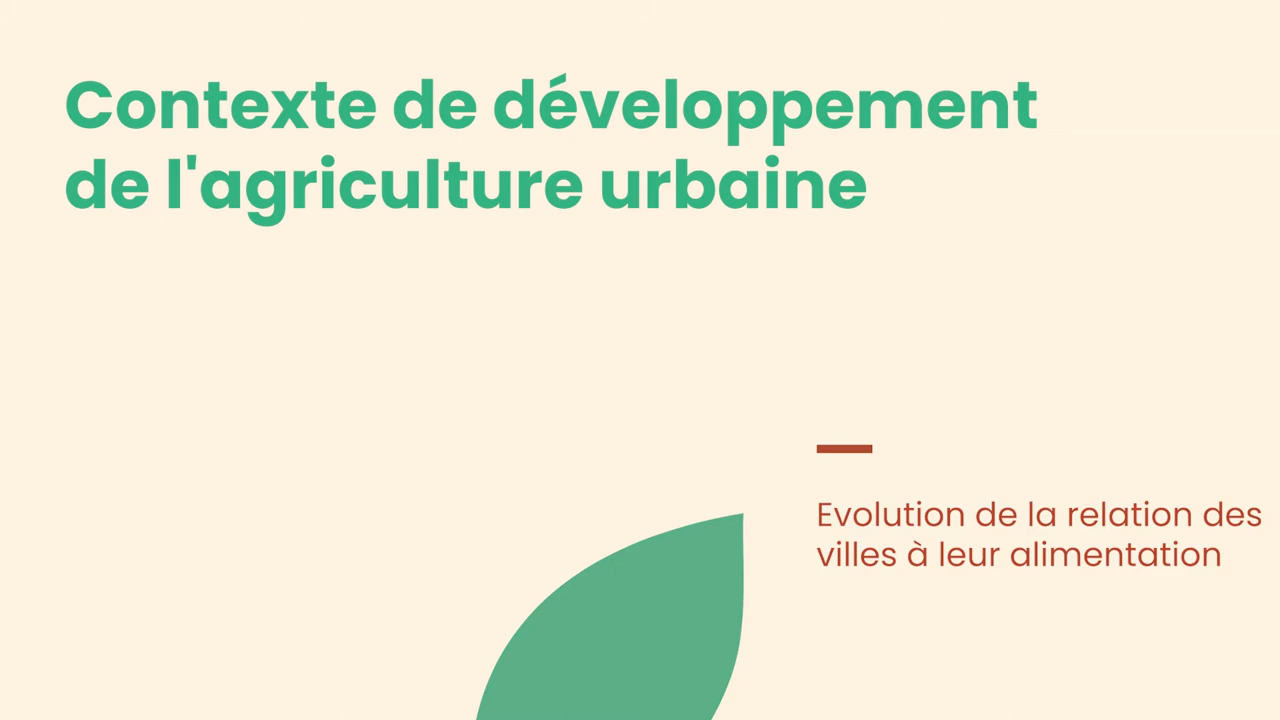 Contexte de développement
de l'agriculture urbaine
Evolution de la relation des
villes à leur alimentation